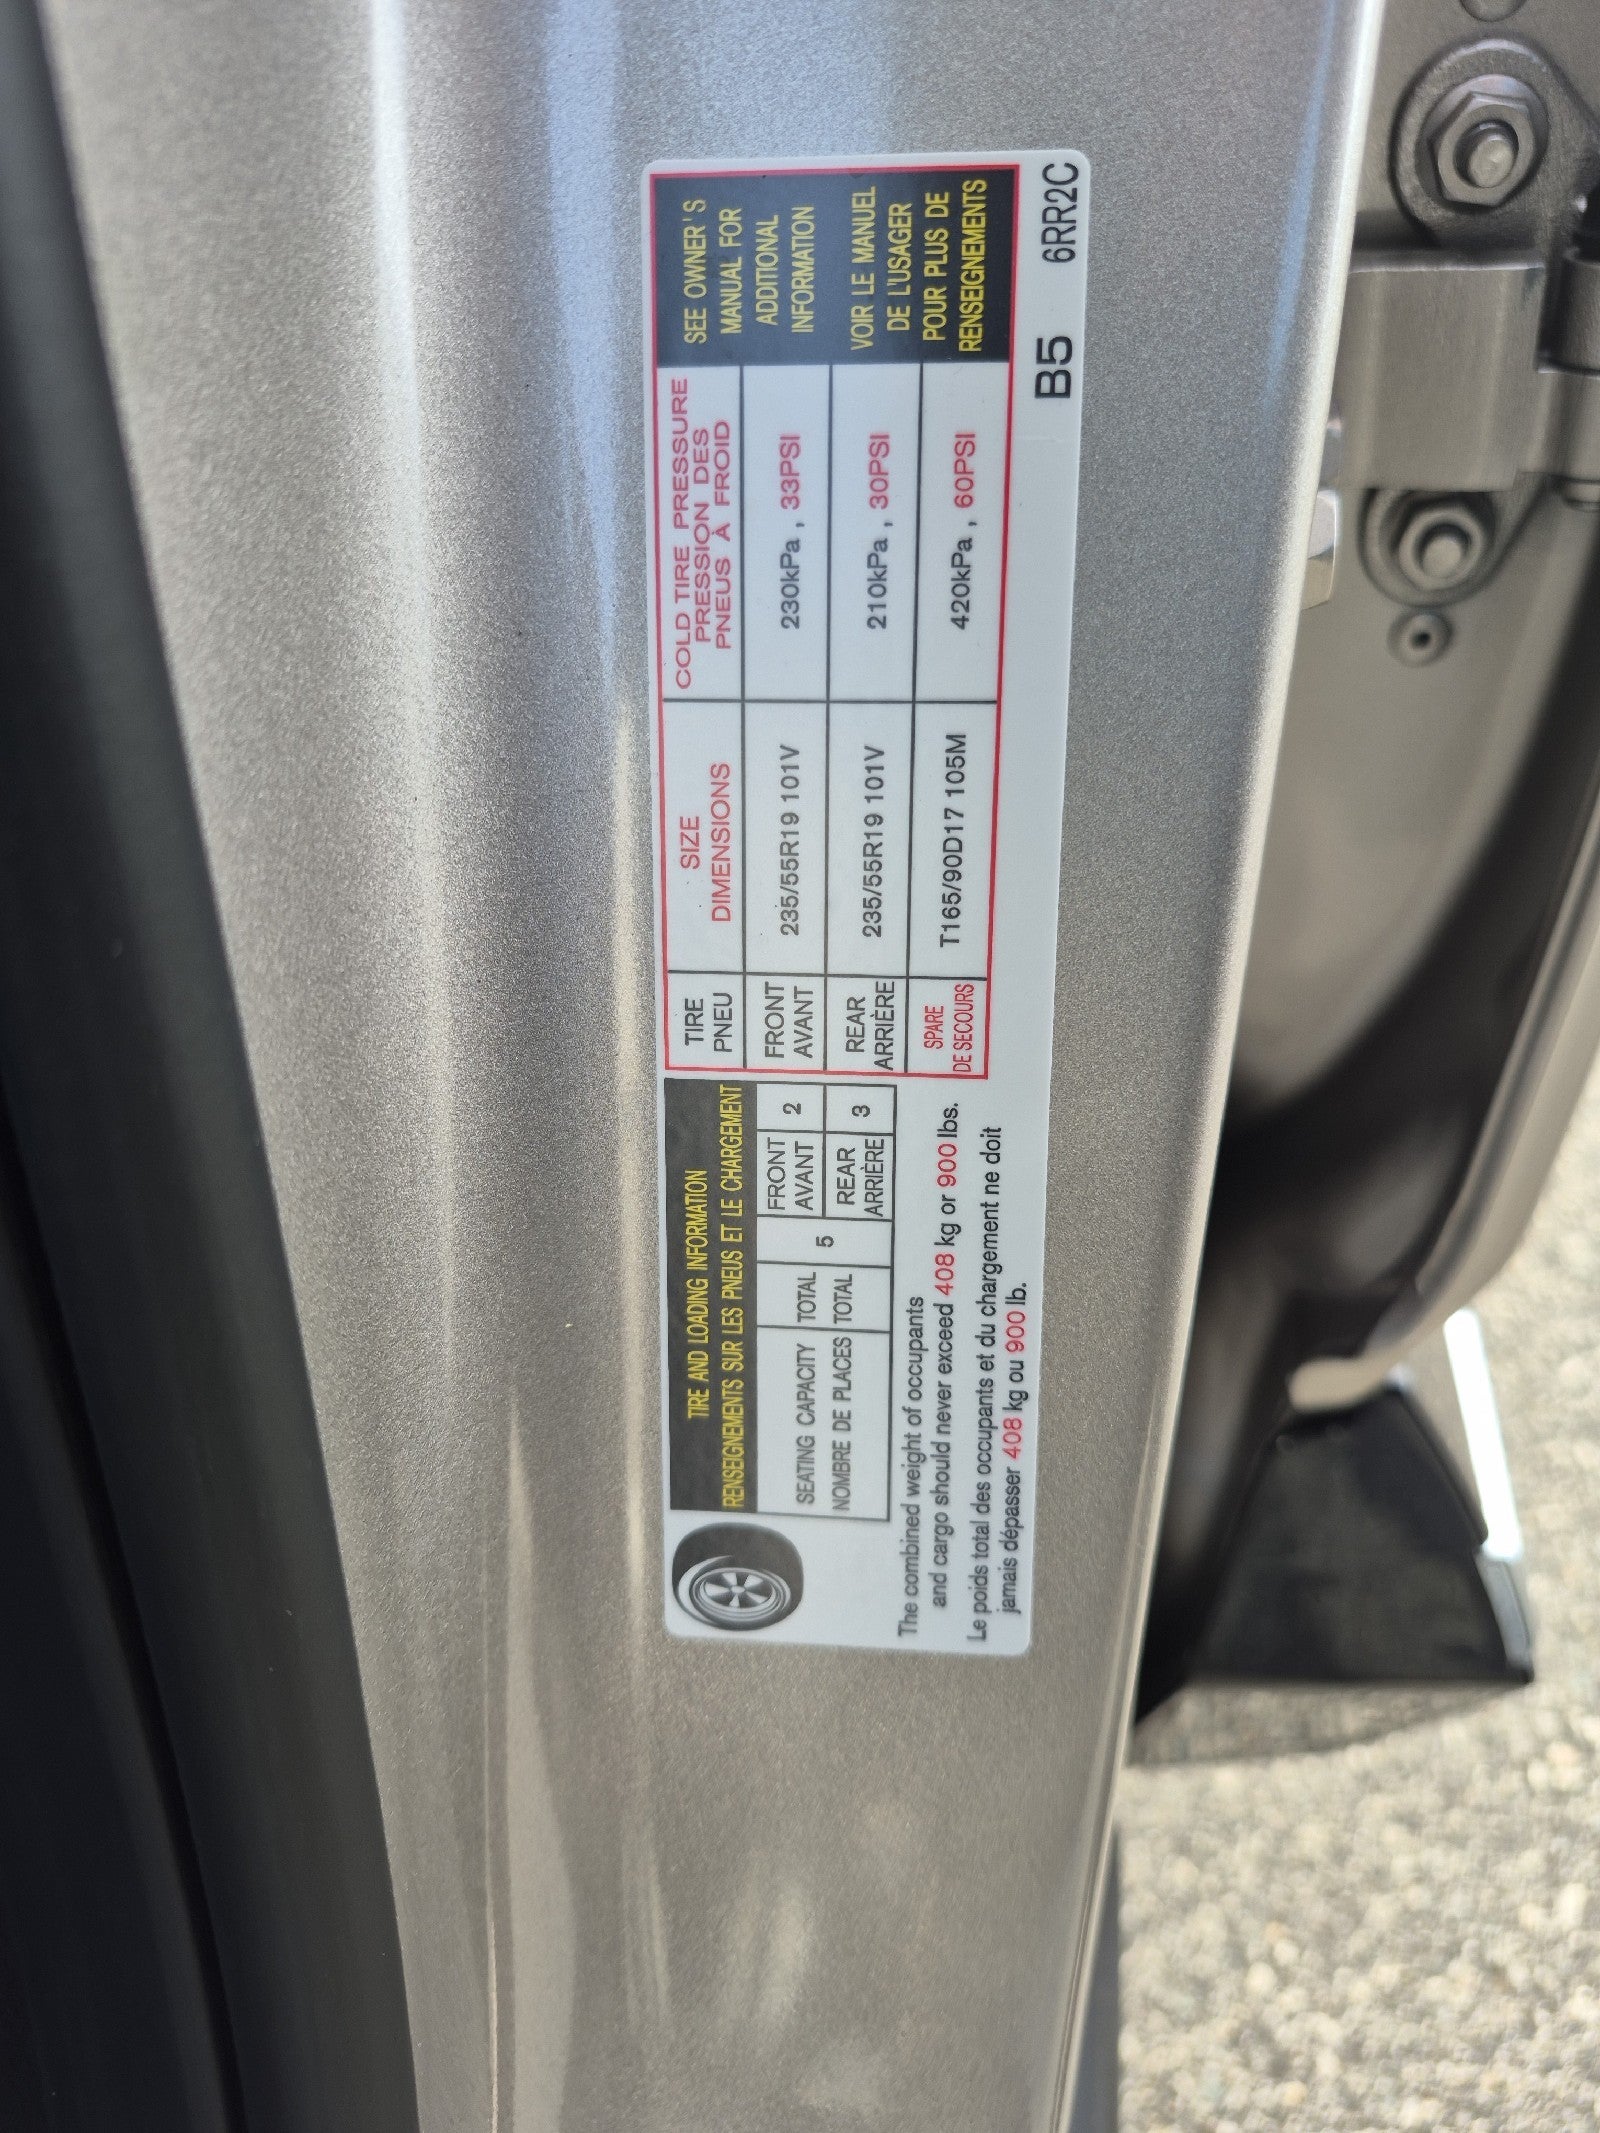 TIRE AND LOADING INFORMATION
RENSEIGNEMENTS SUR LES PNEUS ET LE CHARGEMENT
SEATING CAPACITY TOTAL 5 FRONT 2
NOMBRE DE PLACES TOTAL AVANT
REAR 3
ARRIÈRE
The combined weight of occupants
and cargo should never exceed 408 kg or 900 lbs.
Le poids total des occupants et du chargement ne doit
jamais dépasser 408 kg ou 900 lb.
TIRE SIZE COLD TIRE PRESSURE
PNEU DIMENSIONS PRESSION DES
PNEUS À FROID
FRONT 235/55R19 101V 230kPa, 33PSI
AVANT
REAR 235/55R19 101V 210kPa, 30PSI
ARRIÈRE
SPARE T165/90D17 105M 420kPa, 60PSI
DE SECOURS
SEE OWNER'S
MANUAL FOR
ADDITIONAL
INFORMATION
VOIR LE MANUEL
DE L'USAGER
POUR PLUS DE
RENSEIGNEMENTS
B5 6RR2C